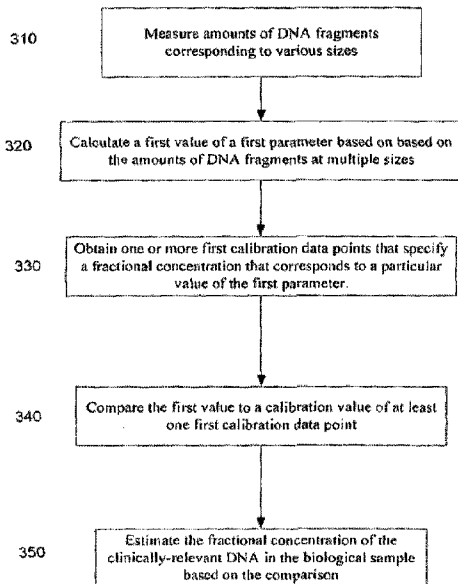 310
Measure amounts of DNA fragments
corresponding to various sizes
320
Calculate a first value of a first parameter based on based on
the amounts of DNA fragments at multiple sizes
330
Obtain one or more first calibration data points that specify
a fractional concentration that corresponds to a particular
value of the first parameter.
340
Compare the first value to a calibration value of at least
one first calibration data point
350
Estimate the fractional concentration of the
clinically-relevant DNA in the biological sample
based on the comparison